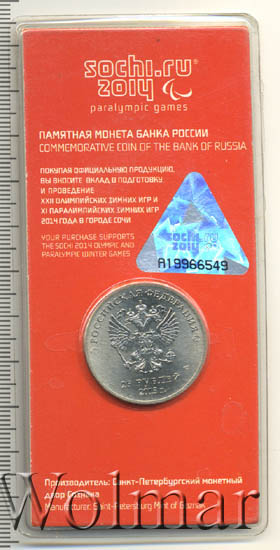 sochi.ru
2014
paralympic games
ПАМЯТНАЯ МОНЕТА БАНКА РОССИИ
COMMEMORATIVE COIN OF THE BANK OF RUSSIA
ПОКУПАЯ ОФИЦИАЛЬНУЮ ПРОДУКЦИЮ,
ВЫ ВНОСИТЕ ВКЛАД В ПОДГОТОВКУ
И ПРОВЕДЕНИЕ
XXII ОЛИМПИЙСКИХ ЗИМНИХ ИГР И
XI ПАРАЛИМПИЙСКИХ ЗИМНИХ ИГР
2014 ГОДА В ГОРОДЕ СОЧИ
YOUR PURCHASE SUPPORTS
THE SOCHI 2014 OLYMPIC AND
PARALYMPIC WINTER GAMES
sochi.ru
2014
A19966549
РОССИЙСКАЯ ФЕДЕРАЦИЯ
25 РУБЛЕЙ
Производитель: Санкт-Петербургский монетный
двор Гознака
Manufacturer: Saint-Petersburg Mint of Goznak
Wolmar